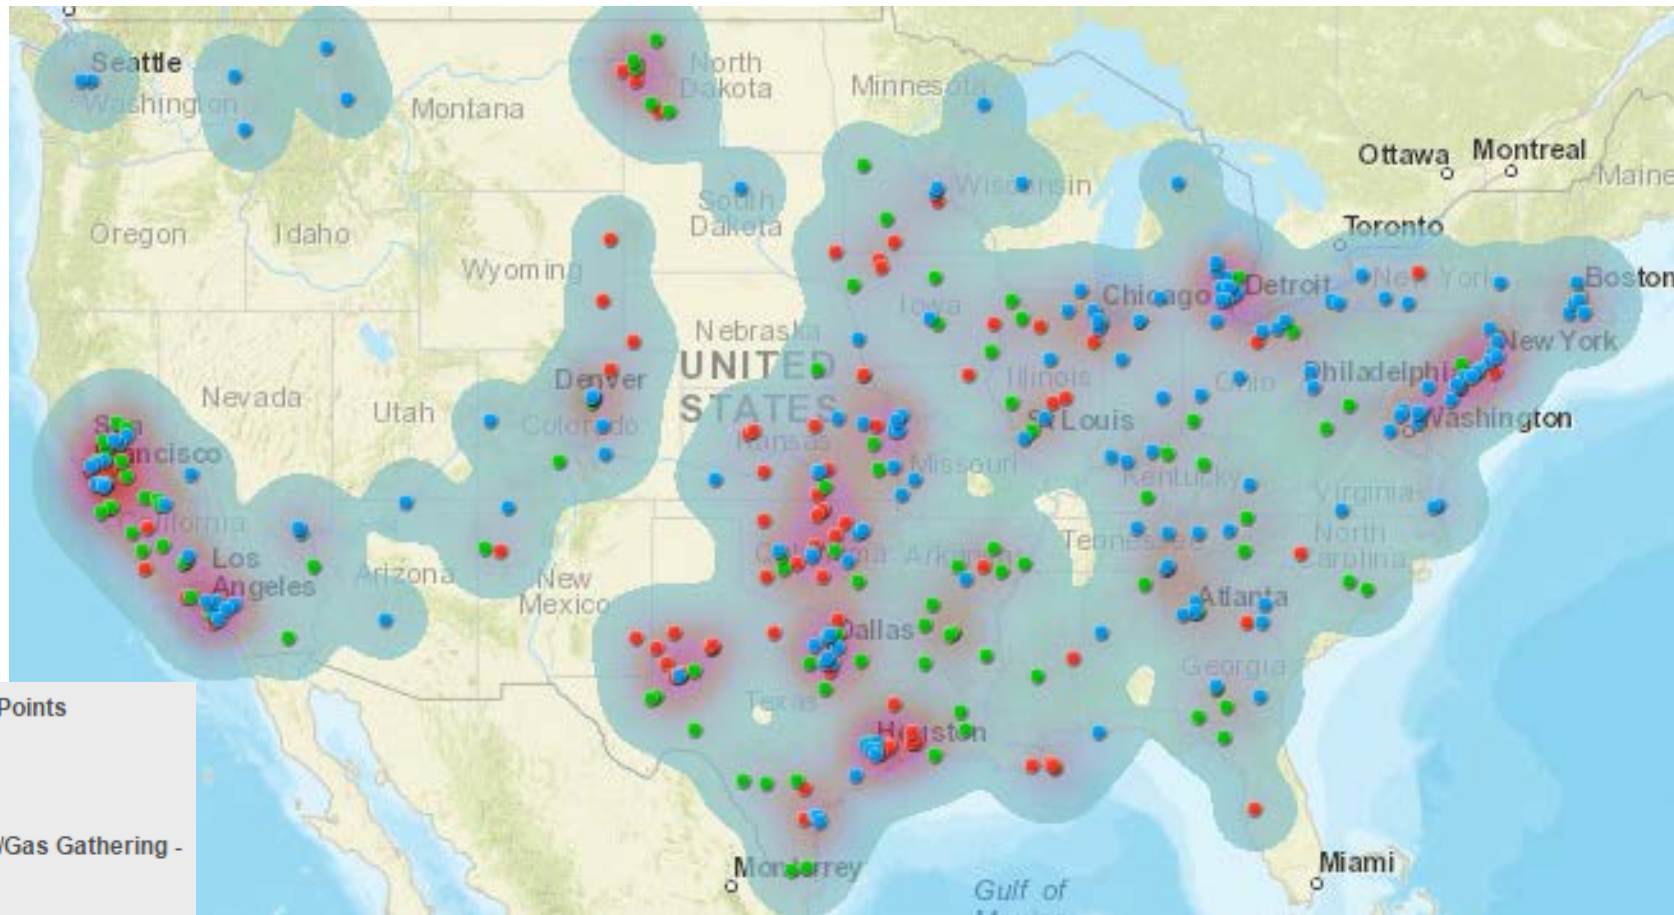 Seattle
Washington
Montana
North
Dakota
Minnesota
Ottawa
Montreal
Maine
Wisconsin
South
Dakota
Oregon
Idaho
Toronto
Wyoming
New York
Boston
Chicago
Detroit
Iowa
Nebraska
UNITED
STATES
New York
Denver
Illinois
Ohio
Philadelphia
Nevada
Utah
Colorado
Kansas
St Louis
Washington
San
Francisco
Missouri
Kentucky
Virginia
California
Los
Angeles
Arizona
New
Mexico
Oklahoma
Arkansas
Tennessee
North
Carolina
Atlanta
Dallas
Georgia
Texas
Houston
Points
/Gas Gathering -
Monterrey
Miami
Gulf of